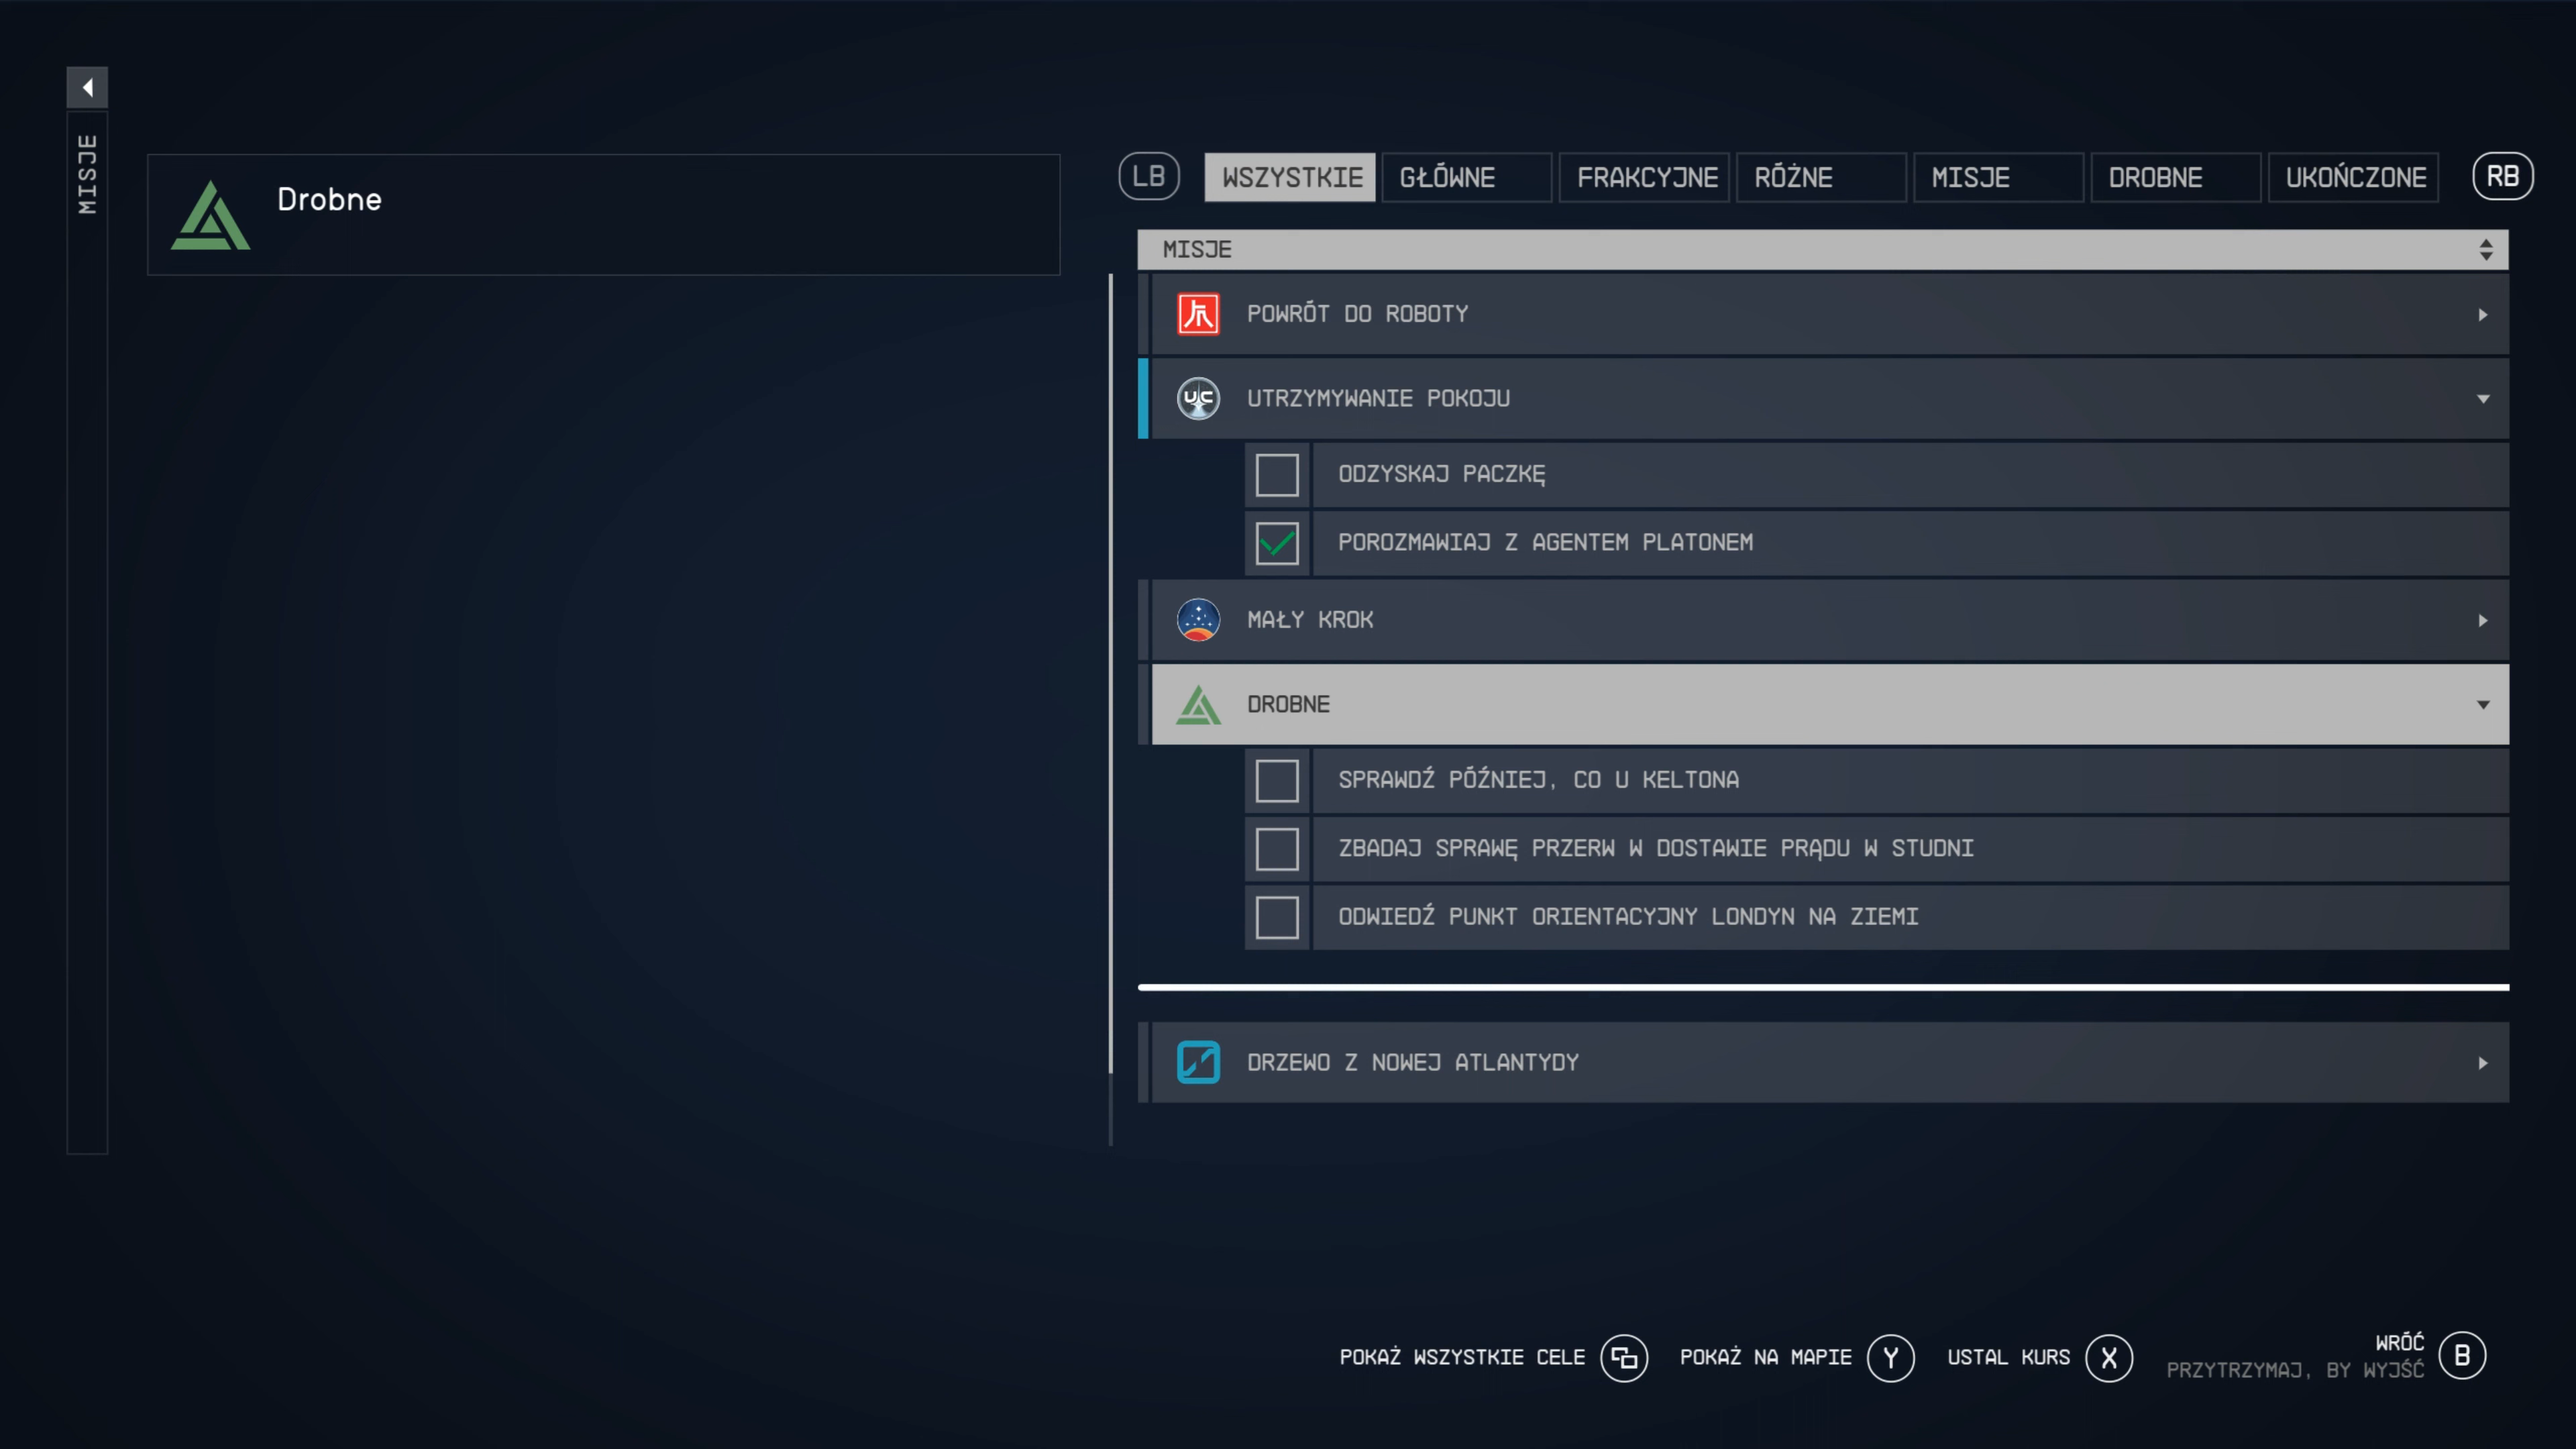 MISJE
Drobne
LB
WSZYSTKIE
GŁÓWNE
FRAKCYJNE
RÓŻNE
MISJE
DROBNE
UKOŃCZONE
RB
MISJE
POWRÓT DO ROBOTY
UC
UTRZYMYWANIE POKOJU
ODZYSKAJ PACZKĘ
POROZMAWIAJ Z AGENTEM PLATONEM
MAŁY KROK
DROBNE
SPRAWDŹ PÓŹNIEJ, CO U KELTONA
ZBADAJ SPRAWĘ PRZERW W DOSTAWIE PRĄDU W STUDNI
ODWIEDŹ PUNKT ORIENTACYJNY LONDYN NA ZIEMI
DRZEWO Z NOWEJ ATLANTYDY
POKAŻ WSZYSTKIE CELE
POKAŻ NA MAPIE Y
USTAL KURS X
WRÓĆ B
PRZYTRZYMAJ, BY WYJŚĆ